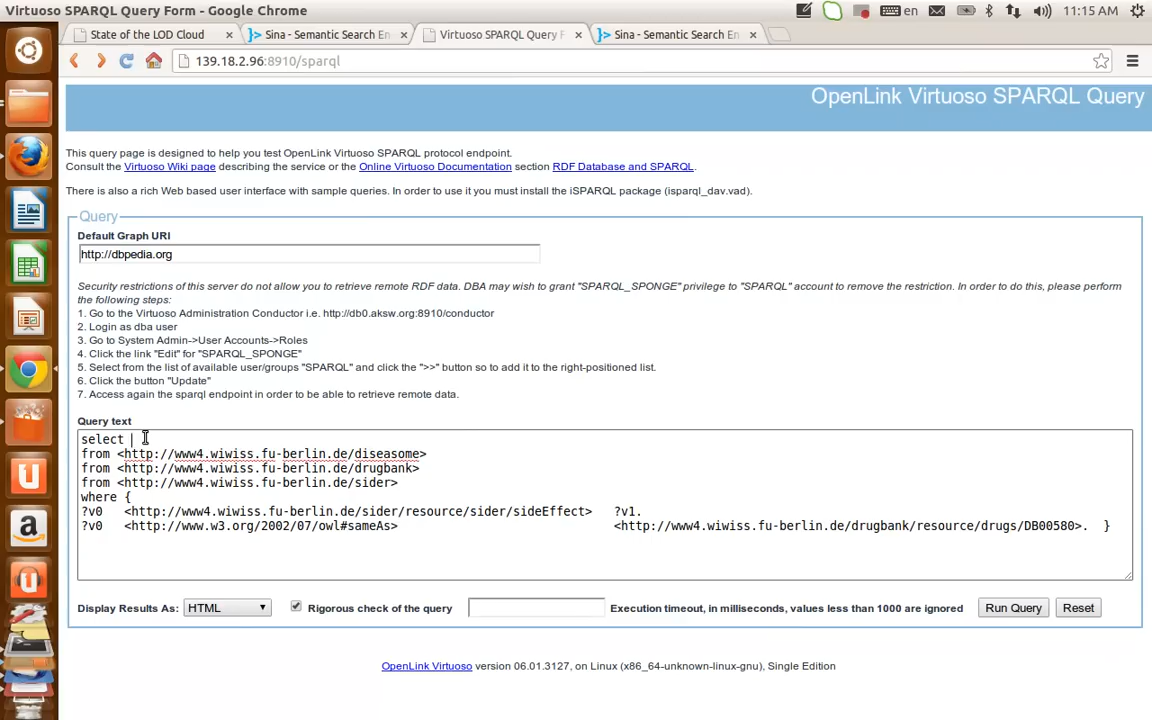 Virtuoso SPARQL Query Form - Google Chrome
en
11:15 AM
State of the LOD Cloud
Sina - Semantic Search En
Virtuoso SPARQL Query F
Sina - Semantic Search En
139.18.2.96:8910/sparql
OpenLink Virtuoso SPARQL Query
This query page is designed to help you test OpenLink Virtuoso SPARQL protocol endpoint.
Consult the Virtuoso Wiki page describing the service or the Online Virtuoso Documentation section RDF Database and SPARQL.
There is also a rich Web based user interface with sample queries. In order to use it you must install the iSPARQL package (isparql_dav.vad).
Query
Default Graph URI
http://dbpedia.org
Security restrictions of this server do not allow you to retrieve remote RDF data. DBA may wish to grant "SPARQL_SPONGE" privilege to "SPARQL" account to remove the restriction. In order to do this, please perform
the following steps:
1. Go to the Virtuoso Administration Conductor i.e. http://db0.aksw.org:8910/conductor
2. Login as dba user
3. Go to System Admin->User Accounts->Roles
4. Click the link "Edit" for "SPARQL_SPONGE"
5. Select from the list of available user/groups "SPARQL" and click the ">>" button so to add it to the right-positioned list.
6. Click the button "Update"
7. Access again the sparql endpoint in order to be able to retrieve remote data.
Query text
select
from <http://www4.wiwiss.fu-berlin.de/diseasome>
from <http://www4.wiwiss.fu-berlin.de/drugbank>
from <http://www4.wiwiss.fu-berlin.de/sider>
where {
?v0 <http://www4.wiwiss.fu-berlin.de/sider/resource/sider/sideEffect> ?v1.
?v0 <http://www.w3.org/2002/07/owl#sameAs> <http://www4.wiwiss.fu-berlin.de/drugbank/resource/drugs/DB00580>. }
Display Results As: HTML Rigorous check of the query Execution timeout, in milliseconds, values less than 1000 are ignored Run Query Reset
OpenLink Virtuoso version 06.01.3127, on Linux (x86_64-unknown-linux-gnu), Single Edition